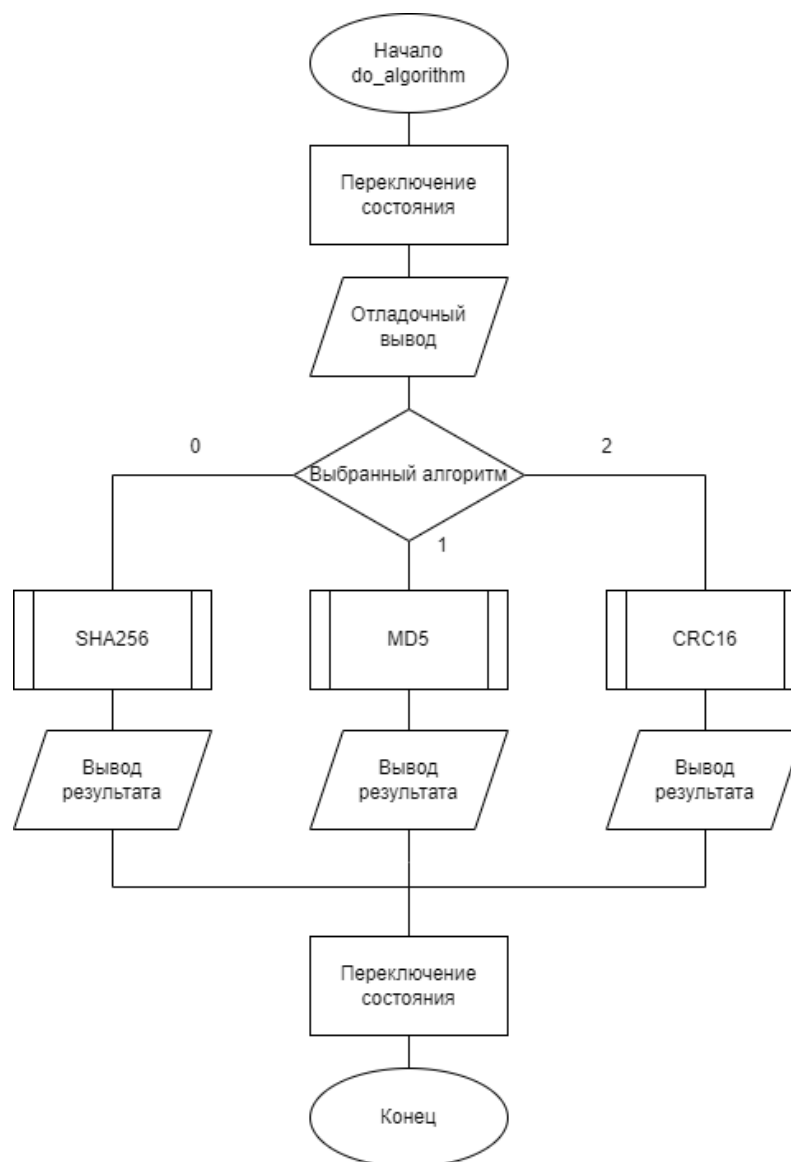 Начало
do_algorithm
Переключение
состояния
Отладочный
вывод
0
2
Выбранный алгоритм
1
SHA256
MD5
CRC16
Вывод
результата
Вывод
результата
Вывод
результата
Переключение
состояния
Конец